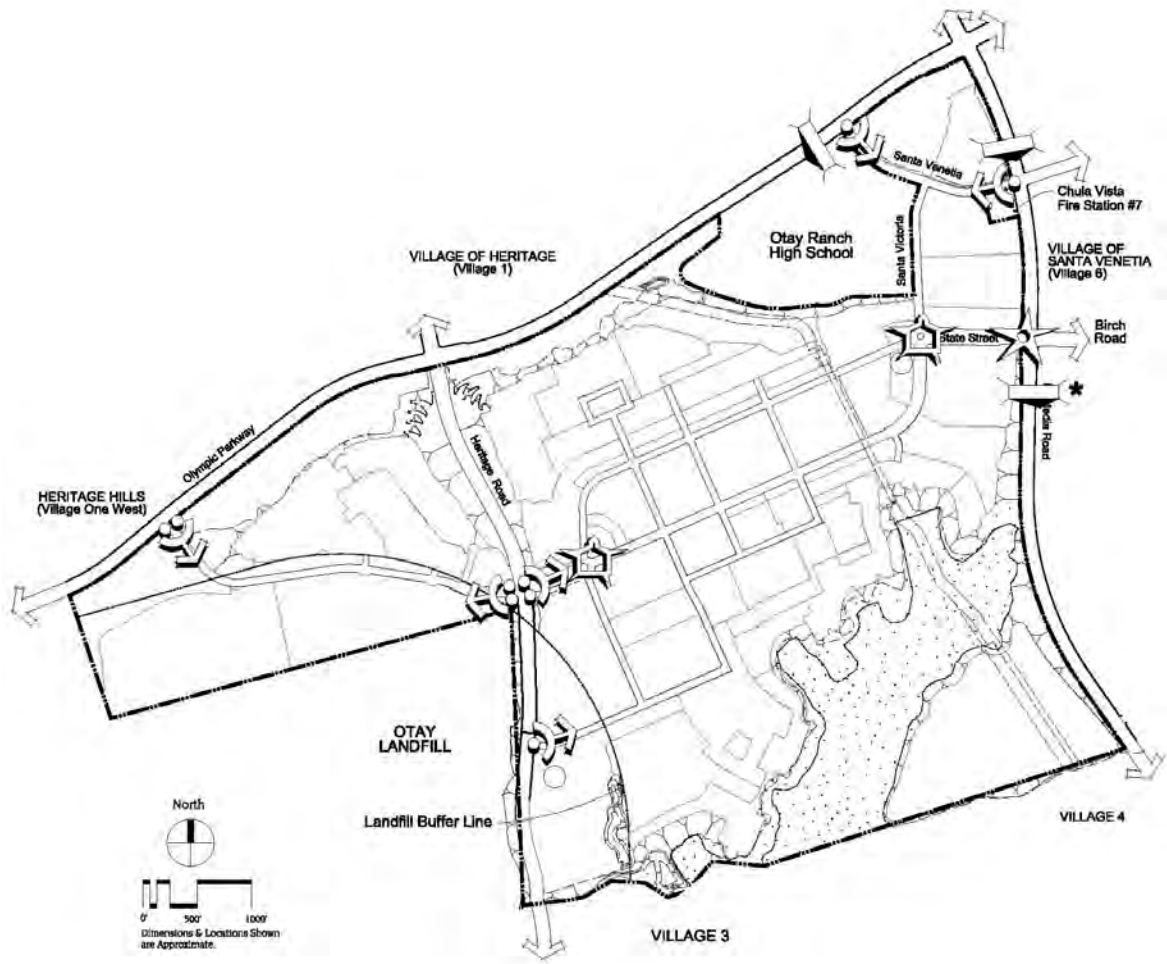 Santa Venetia
Chula Vista
Fire Station #7
VILLAGE OF HERITAGE
(Village 1)
Otay Ranch
High School
Santa Victoria
VILLAGE OF
SANTA VENETIA
(Village 6)
State Street
Birch
Road
*
Road
Olympic Parkway
Heritage Road
HERITAGE HILLS
(Village One West)
OTAY
LANDFILL
Landfill Buffer Line
North
0' 500' 1000'
Dimensions & Locations Shown
are Approximate.
VILLAGE 4
VILLAGE 3